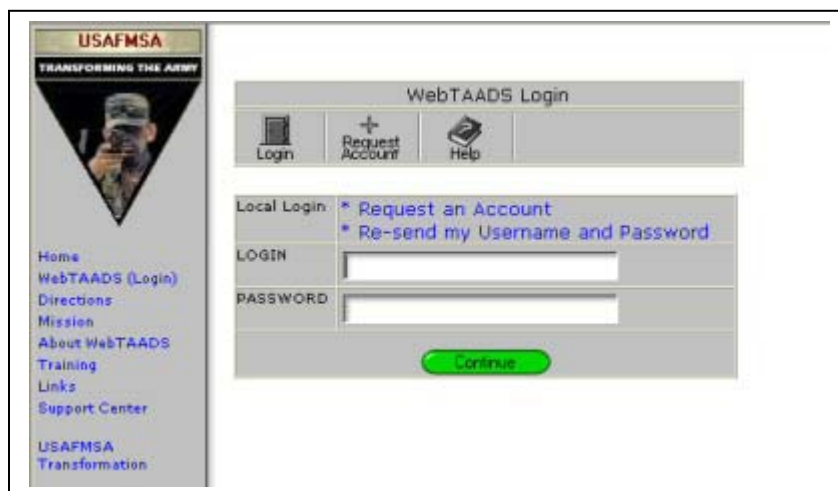 USAFMSA
TRANSFORMING THE ARMY
Home
WebTAADS (Login)
Directions
Mission
About WebTAADS
Training
Links
Support Center
USAFMSA
Transformation
WebTAADS Login
Login
Request
Account
Help
Local Login
* Request an Account
* Re-send my Username and Password
LOGIN
PASSWORD
Continue